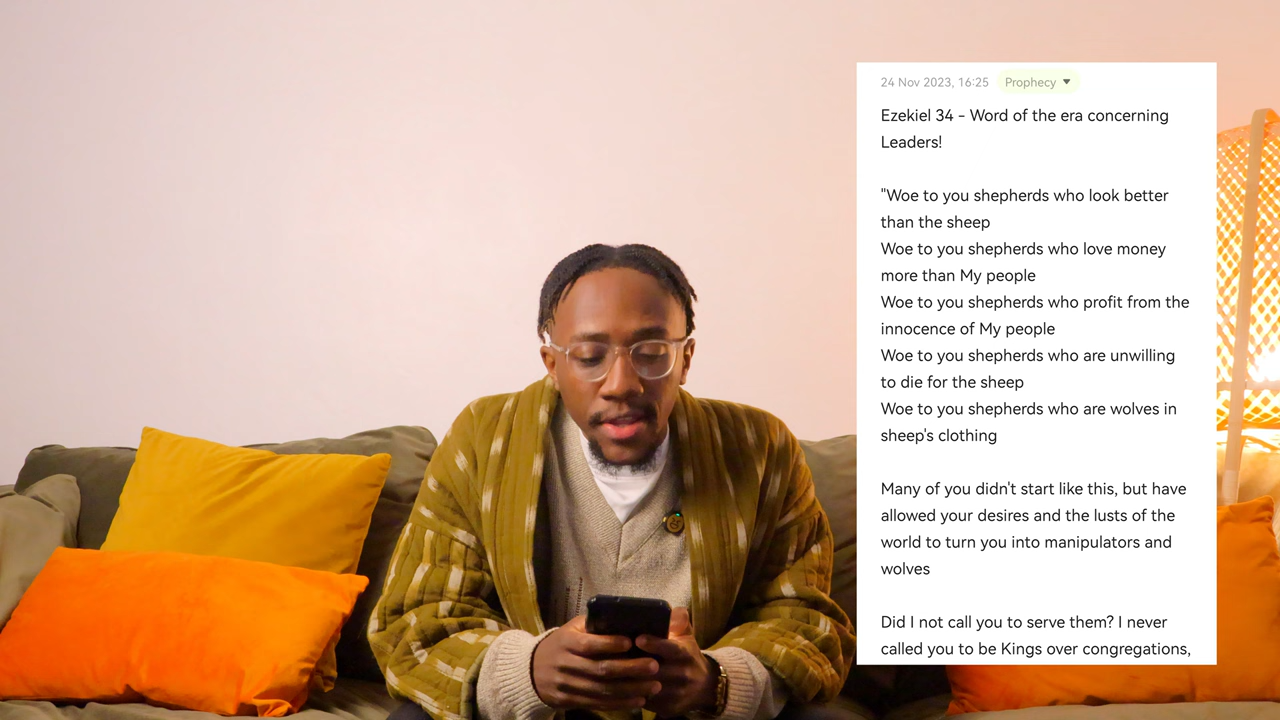 24 Nov 2023, 16:25 Prophecy
Ezekiel 34 - Word of the era concerning
Leaders!
"Woe to you shepherds who look better
than the sheep
Woe to you shepherds who love money
more than My people
Woe to you shepherds who profit from the
innocence of My people
Woe to you shepherds who are unwilling
to die for the sheep
Woe to you shepherds who are wolves in
sheep's clothing
Many of you didn't start like this, but have
allowed your desires and the lusts of the
world to turn you into manipulators and
wolves
Did I not call you to serve them? I never
called you to be Kings over congregations,